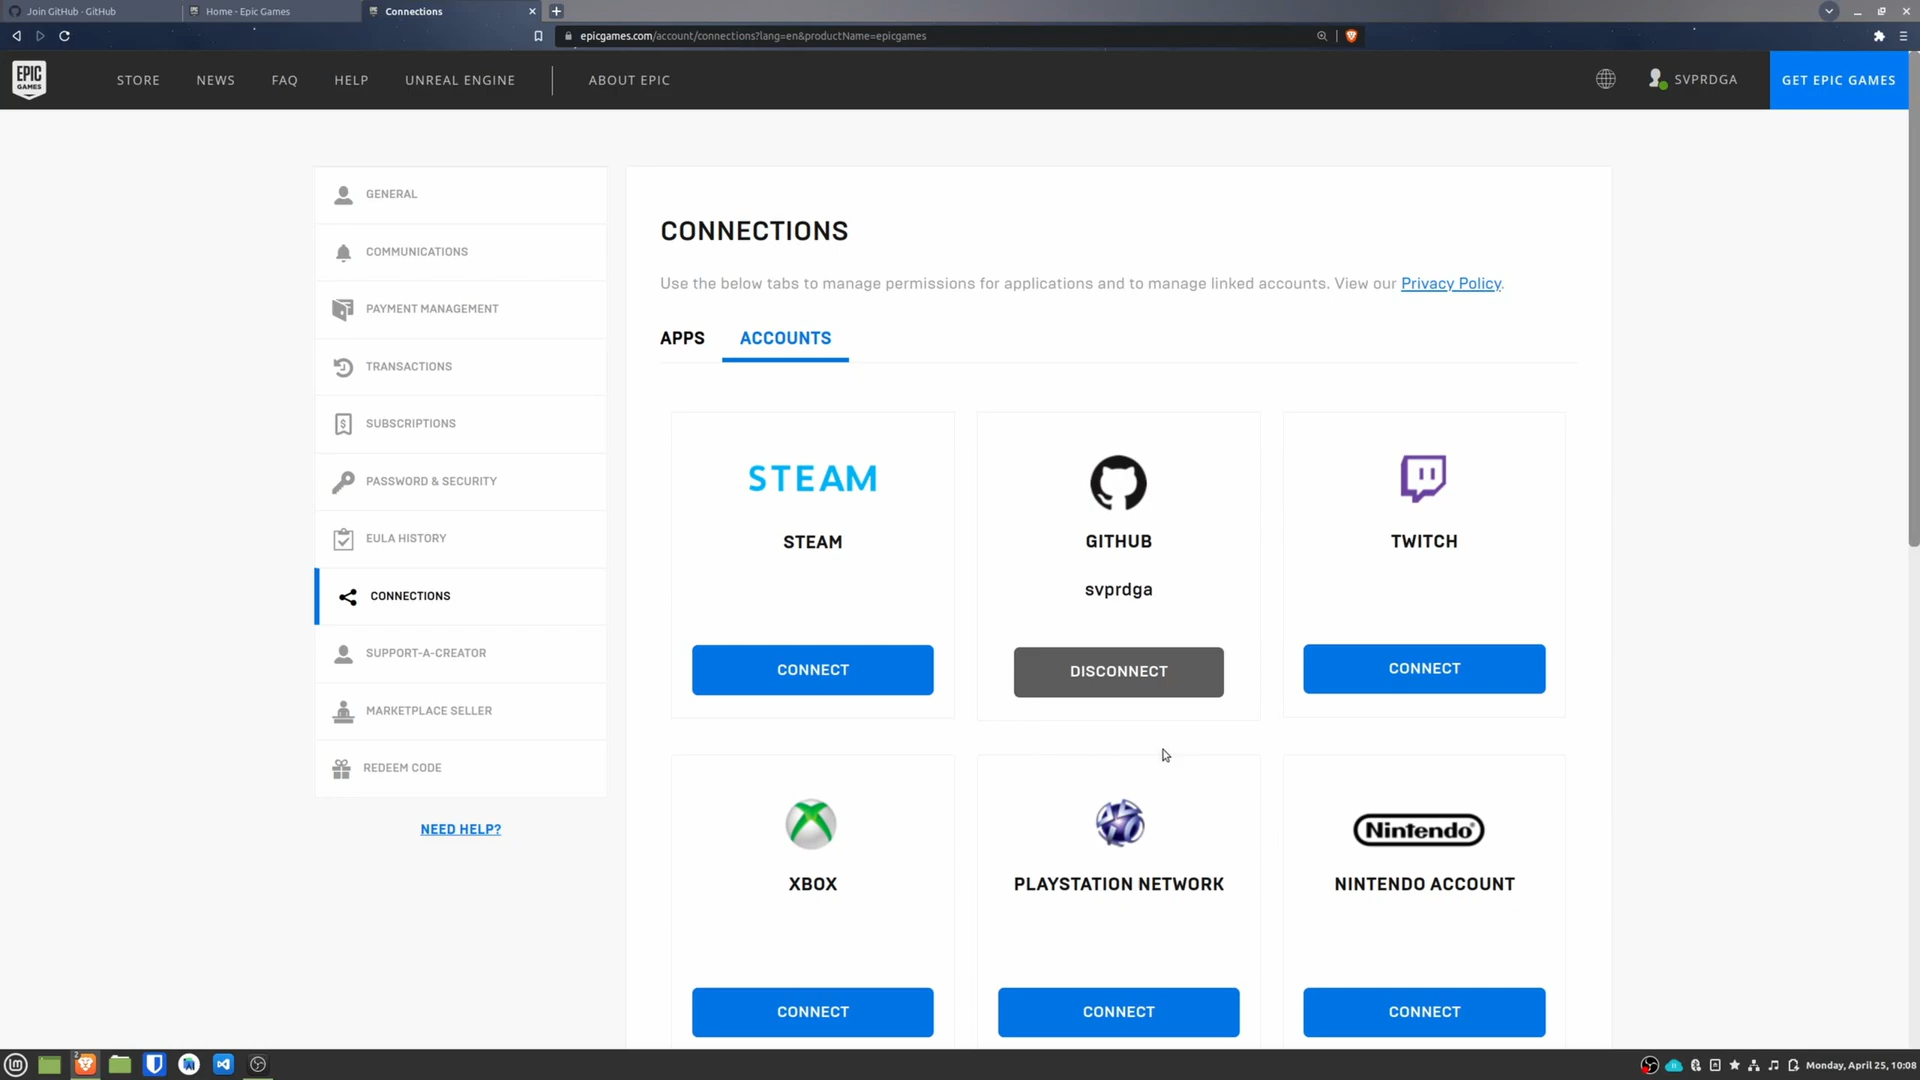 Join GitHub · GitHub
Home - Epic Games
Connections
epicgames.com/account/connections?lang=en&productName=epicgames
EPIC
GAMES
STORE
NEWS
FAQ
HELP
UNREAL ENGINE
ABOUT EPIC
SVPRDGA
GET EPIC GAMES
GENERAL
COMMUNICATIONS
PAYMENT MANAGEMENT
TRANSACTIONS
SUBSCRIPTIONS
PASSWORD & SECURITY
EULA HISTORY
CONNECTIONS
SUPPORT-A-CREATOR
MARKETPLACE SELLER
REDEEM CODE
NEED HELP?
CONNECTIONS
Use the below tabs to manage permissions for applications and to manage linked accounts. View our Privacy Policy.
APPS
ACCOUNTS
STEAM
STEAM
CONNECT
GITHUB
svprdga
DISCONNECT
TWITCH
CONNECT
XBOX
CONNECT
PLAYSTATION NETWORK
CONNECT
Nintendo
NINTENDO ACCOUNT
CONNECT
2
Monday, April 25, 10:08